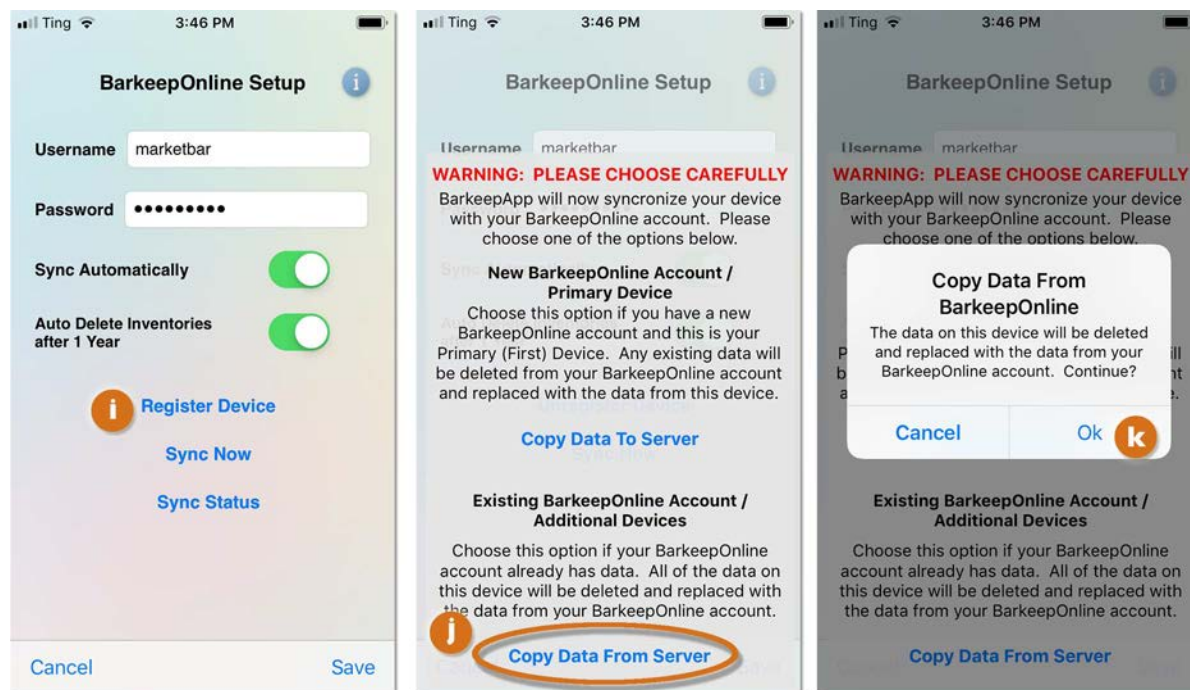 Ting 3:46 PM
BarkeepOnline Setup i
Username marketbar
Password •••••••••
Sync Automatically
Auto Delete Inventories
after 1 Year
i Register Device
Sync Now
Sync Status
Cancel Save
Ting 3:46 PM
BarkeepOnline Setup i
Username marketbar
WARNING: PLEASE CHOOSE CAREFULLY
BarkeepApp will now syncronize your device
with your BarkeepOnline account. Please
choose one of the options below.
New BarkeepOnline Account /
Primary Device
Choose this option if you have a new
BarkeepOnline account and this is your
Primary (First) Device. Any existing data will
be deleted from your BarkeepOnline account
and replaced with the data from this device.
Copy Data To Server
Sync Now
Existing BarkeepOnline Account /
Additional Devices
Choose this option if your BarkeepOnline
account already has data. All of the data on
this device will be deleted and replaced with
the data from your BarkeepOnline account.
j
Copy Data From Server
Cancel Save
Ting 3:46 PM
BarkeepOnline Setup i
Username marketbar
WARNING: PLEASE CHOOSE CAREFULLY
BarkeepApp will now syncronize your device
with your BarkeepOnline account. Please
choose one of the options below.
Copy Data From
BarkeepOnline
The data on this device will be deleted
and replaced with the data from your
BarkeepOnline account. Continue?
Cancel Ok k
Existing BarkeepOnline Account /
Additional Devices
Choose this option if your BarkeepOnline
account already has data. All of the data on
this device will be deleted and replaced with
the data from your BarkeepOnline account.
Copy Data From Server